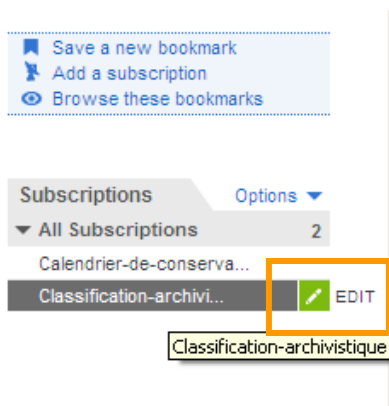 Save a new bookmark
Add a subscription
Browse these bookmarks
Subscriptions Options
All Subscriptions 2
Calendrier-de-conserva...
Classification-archivi... EDIT
Classification-archivistique